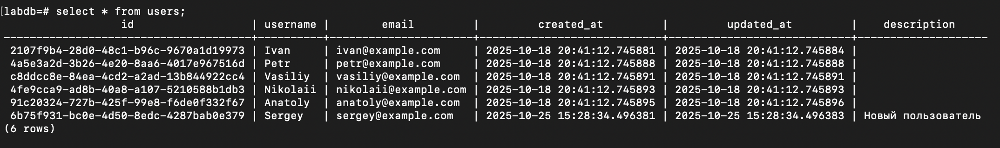 labdb=# select * from users;
id | username | email | created_at | updated_at | description
--------------------------------------+----------+----------------------+----------------------------+----------------------------+--------------------
2107f9b4-28d0-48c1-b96c-9670a1d19973 | Ivan | ivan@example.com | 2025-10-18 20:41:12.745881 | 2025-10-18 20:41:12.745884 |
4a5e3a2d-3b26-4e20-8aa6-4017e967516d | Petr | petr@example.com | 2025-10-18 20:41:12.745888 | 2025-10-18 20:41:12.745888 |
c8ddcc8e-84ea-4cd2-a2ad-13b844922cc4 | Vasiliy | vasiliy@example.com | 2025-10-18 20:41:12.745891 | 2025-10-18 20:41:12.745891 |
4fe9cca9-ad8b-40a8-a107-5210588b1db3 | Nikolaii | nikolaii@example.com | 2025-10-18 20:41:12.745893 | 2025-10-18 20:41:12.745893 |
91c20324-727b-425f-99e8-f6de0f332f67 | Anatoly | anatoly@example.com | 2025-10-18 20:41:12.745895 | 2025-10-18 20:41:12.745896 |
6b75f931-bc0e-4d50-8edc-4287bab0e379 | Sergey | sergey@example.com | 2025-10-25 15:28:34.496381 | 2025-10-25 15:28:34.496383 | Новый пользователь
(6 rows)